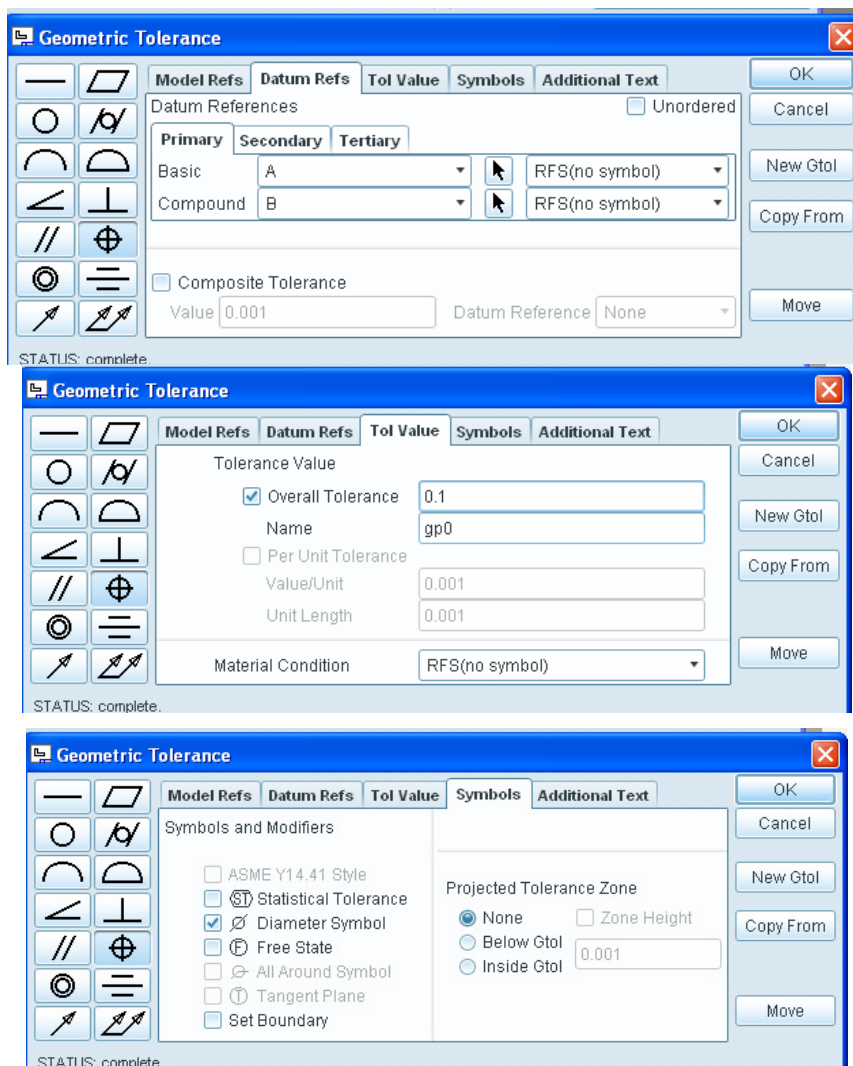 Geometric Tolerance
Model Refs Datum Refs Tol Value Symbols Additional Text OK
Datum References Unordered Cancel
Primary Secondary Tertiary
Basic A RFS(no symbol) New Gtol
Compound B RFS(no symbol) Copy From
Composite Tolerance
Value 0.001 Datum Reference None Move
STATUS: complete.
Geometric Tolerance
Model Refs Datum Refs Tol Value Symbols Additional Text OK
Tolerance Value Cancel
Overall Tolerance 0.1
Name gp0 New Gtol
Per Unit Tolerance Copy From
Value/Unit 0.001
Unit Length 0.001
Material Condition RFS(no symbol) Move
STATUS: complete.
Geometric Tolerance
Model Refs Datum Refs Tol Value Symbols Additional Text OK
Symbols and Modifiers Cancel
ASME Y14.41 Style New Gtol
ST Statistical Tolerance Projected Tolerance Zone
Ø Diameter Symbol None Zone Height Copy From
F Free State Below Gtol 0.001
All Around Symbol Inside Gtol
T Tangent Plane
Set Boundary Move
STATUS: complete